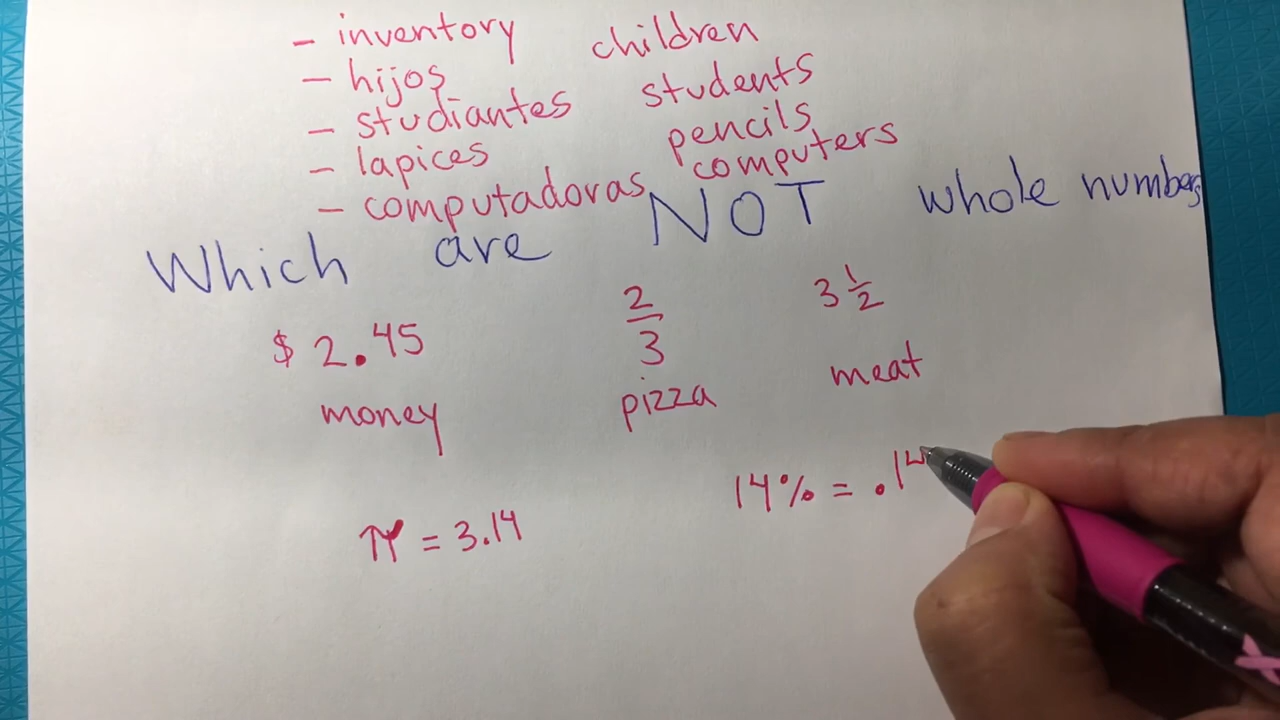 - inventory children
- hijos students
- studiantes pencils
- lapices computers
- computadoras
Which are NOT whole numbers
$ 2.45 2/3 3 1/2
money pizza meat
π = 3.14 14% = .14